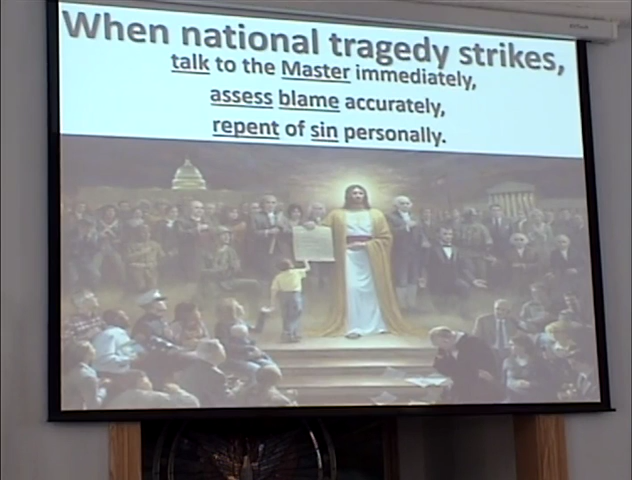 When national tragedy strikes,
talk to the Master immediately,
assess blame accurately,
repent of sin personally.